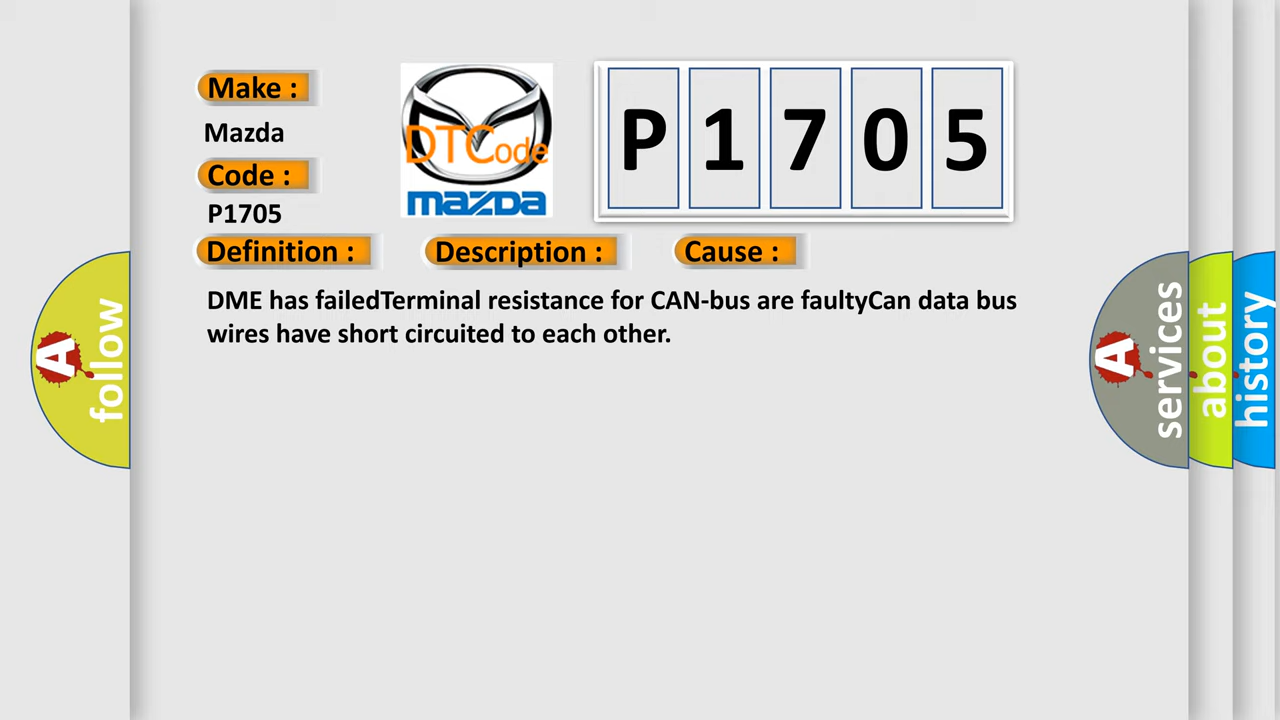 Make :
Mazda
Code :
P1705
DTCode
mazda
P 1 7 0 5
Definition :
Description :
Cause :
DME has failedTerminal resistance for CAN-bus are faultyCan data bus
wires have short circuited to each other.
A
follow
A
services
about
history